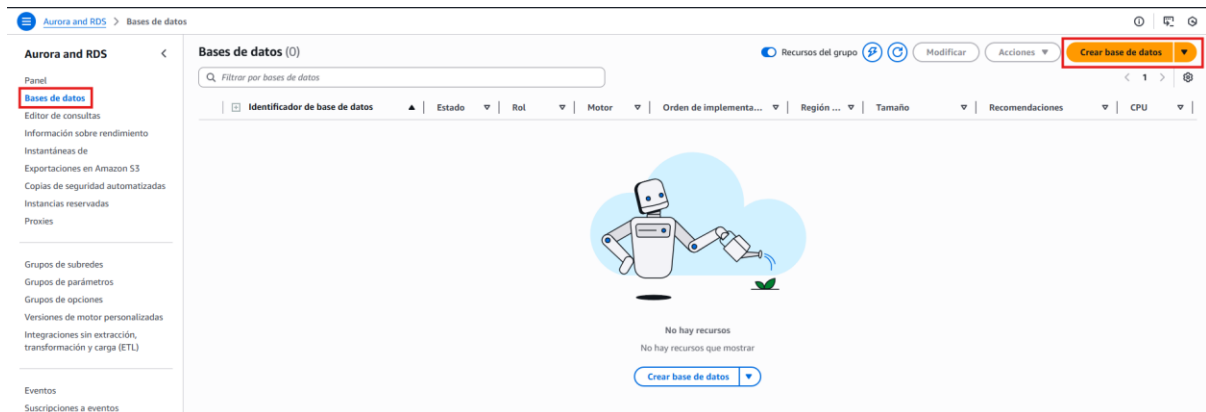 Aurora and RDS > Bases de datos
Aurora and RDS
Panel
Bases de datos
Editor de consultas
Información sobre rendimiento
Instantáneas de
Exportaciones en Amazon S3
Copias de seguridad automatizadas
Instancias reservadas
Proxies
Grupos de subredes
Grupos de parámetros
Grupos de opciones
Versiones de motor personalizadas
Integraciones sin extracción,
transformación y carga (ETL)
Eventos
Suscripciones a eventos
Bases de datos (0)
Recursos del grupo
Modificar
Acciones
Crear base de datos
Filtrar por bases de datos
1
Identificador de base de datos
Estado
Rol
Motor
Orden de implementa...
Región ...
Tamaño
Recomendaciones
CPU
No hay recursos
No hay recursos que mostrar
Crear base de datos